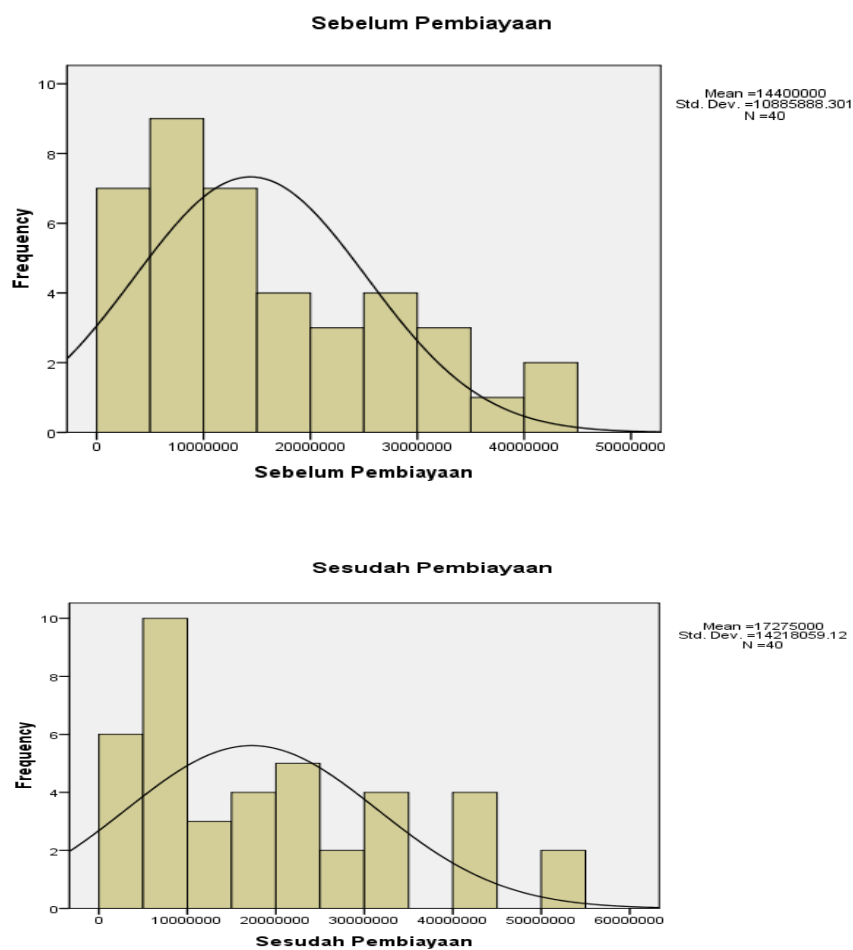 Sebelum Pembiayaan
Mean =14400000
Std. Dev. =10885888.301
N =40
Frequency
10
8
6
4
2
0
0 10000000 20000000 30000000 40000000 50000000
Sebelum Pembiayaan
Sesudah Pembiayaan
Mean =17275000
Std. Dev. =14218059.12
N =40
Frequency
10
8
6
4
2
0
0 10000000 20000000 30000000 40000000 50000000 60000000
Sesudah Pembiayaan